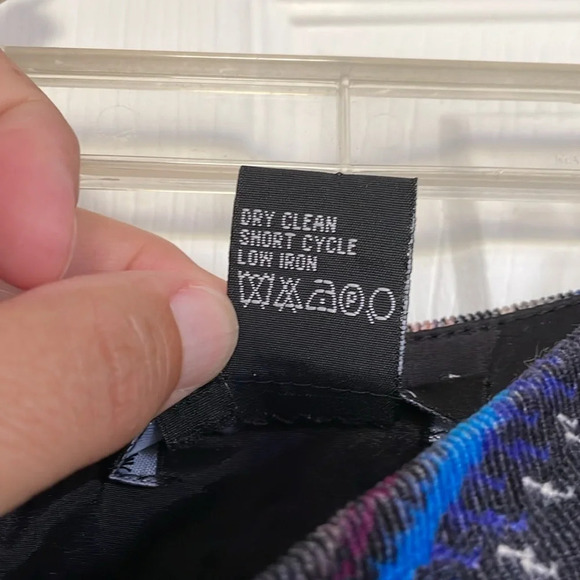 DRY CLEAN
SHORT CYCLE
LOW IRON
P